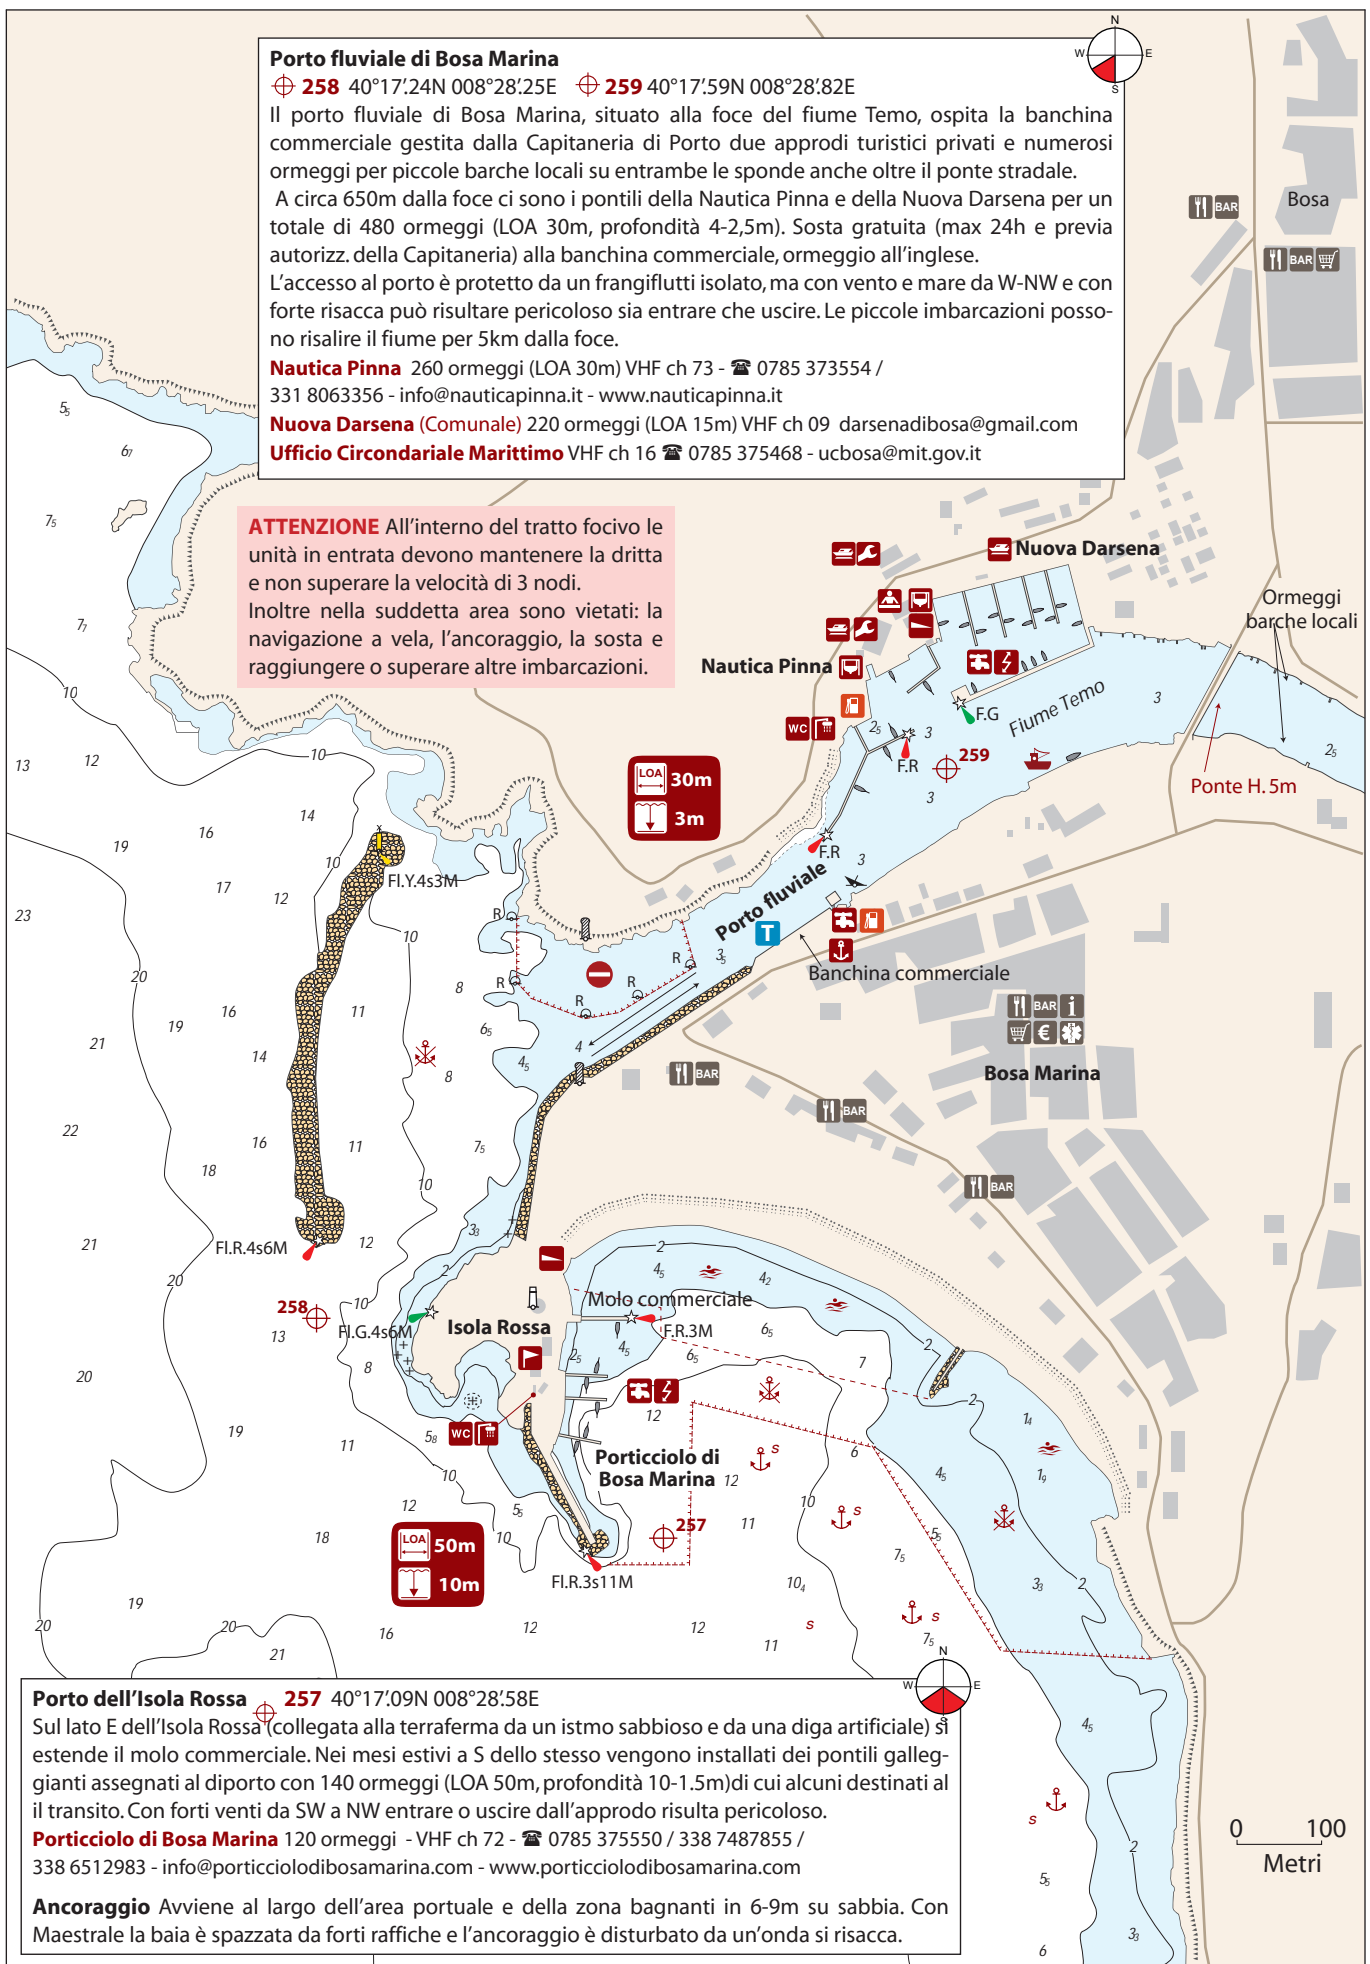 Porto fluviale di Bosa Marina
258 40°17'.24N 008°28'.25E 259 40°17'.59N 008°28'.82E
Il porto fluviale di Bosa Marina, situato alla foce del fiume Temo, ospita la banchina
commerciale gestita dalla Capitaneria di Porto due approdi turistici privati e numerosi
ormeggi per piccole barche locali su entrambe le sponde anche oltre il ponte stradale.
A circa 650m dalla foce ci sono i pontili della Nautica Pinna e della Nuova Darsena per un
totale di 480 ormeggi (LOA 30m, profondità 4-2,5m). Sosta gratuita (max 24h e previa
autorizz. della Capitaneria) alla banchina commerciale, ormeggio all'inglese.
L'accesso al porto è protetto da un frangiflutti isolato, ma con vento e mare da W-NW e con
forte risacca può risultare pericoloso sia entrare che uscire. Le piccole imbarcazioni posso-
no risalire il fiume per 5km dalla foce.
Nautica Pinna 260 ormeggi (LOA 30m) VHF ch 73 - ☎ 0785 373554 /
331 8063356 - info@nauticapinna.it - www.nauticapinna.it
Nuova Darsena (Comunale) 220 ormeggi (LOA 15m) VHF ch 09 darsenadibosa@gmail.com
Ufficio Circondariale Marittimo VHF ch 16 ☎ 0785 375468 - ucbosa@mit.gov.it
N
W E
S
BAR
Bosa
BAR
ATTENZIONE All'interno del tratto focivo le
unità in entrata devono mantenere la dritta
e non superare la velocità di 3 nodi.
Inoltre nella suddetta area sono vietati: la
navigazione a vela, l'ancoraggio, la sosta e
raggiungere o superare altre imbarcazioni.
Nuova Darsena
Ormeggi
barche locali
Nautica Pinna
WC
F.G
Fiume Temo
F.R
259
Ponte H. 5m
LOA 30m
3m
F.R
Fl.Y.4s3M
Porto fluviale
T
R
R
R
R
R
Banchina commerciale
BAR i
€
Bosa Marina
BAR
BAR
BAR
Fl.R.4s6M
258
Fl.G.4s6M
Isola Rossa
Molo commerciale
F.R.3M
WC
Porticciolo di
Bosa Marina
257
LOA 50m
10m
Fl.R.3s11M
S
S
S
S
S
N
W E
S
Porto dell'Isola Rossa 257 40°17'.09N 008°28'.58E
Sul lato E dell'Isola Rossa (collegata alla terraferma da un istmo sabbioso e da una diga artificiale) si
estende il molo commerciale. Nei mesi estivi a S dello stesso vengono installati dei pontili galleg-
gianti assegnati al diporto con 140 ormeggi (LOA 50m, profondità 10-1.5m)di cui alcuni destinati al
il transito. Con forti venti da SW a NW entrare o uscire dall'approdo risulta pericoloso.
Porticciolo di Bosa Marina 120 ormeggi - VHF ch 72 - ☎ 0785 375550 / 338 7487855 /
338 6512983 - info@porticciolodibosamarina.com - www.porticciolodibosamarina.com
Ancoraggio Avviene al largo dell'area portuale e della zona bagnanti in 6-9m su sabbia. Con
Maestrale la baia è spazzata da forti raffiche e l'ancoraggio è disturbato da un'onda si risacca.
0 100
Metri